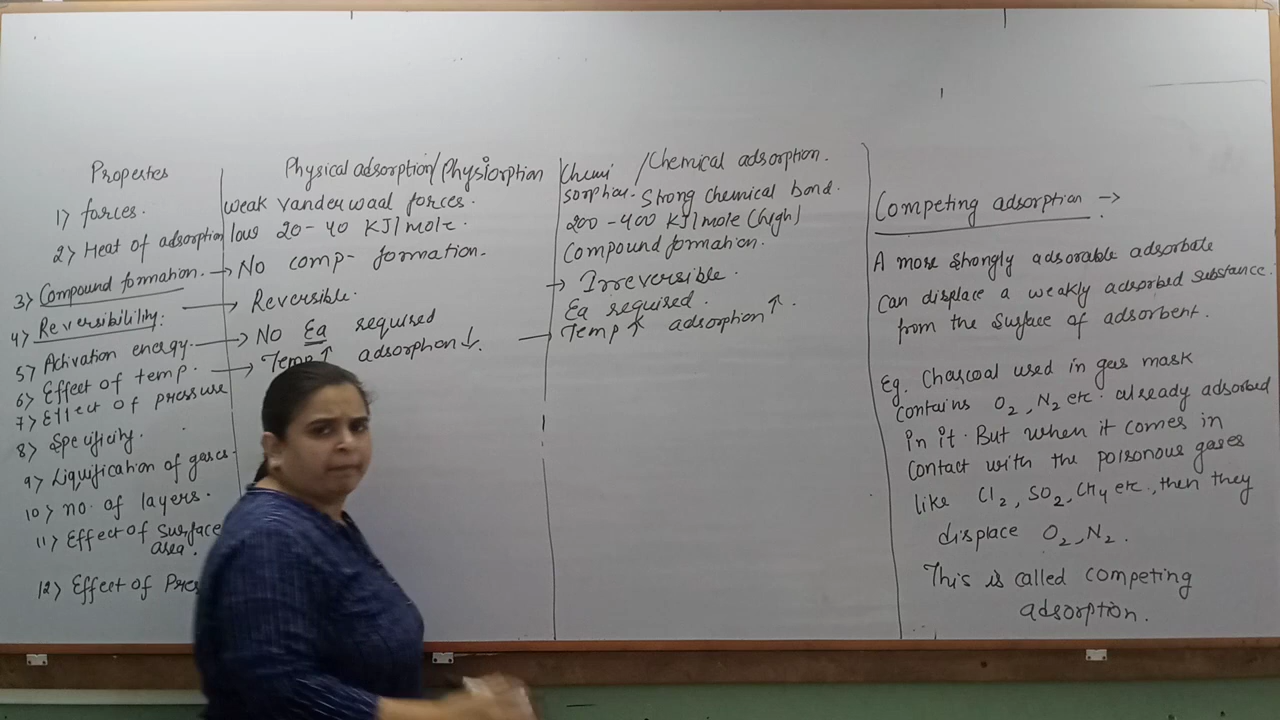 Properties
1) forces.
2) Heat of adsorption
3) Compound formation.
4) Reversibility:
5) Activation energy.
6) Effect of temp.
7) Effect of pressure
8) Specificity.
9) Liquification of gases.
10) no. of layers.
11) Effect of Surface
area.
12) Effect of Pres
Physical adsorption/Physiorption
weak vanderwaal forces.
low 20-40 KJ/mole.
→ No comp- formation.
→ Reversible.
→ No Ea required
→ Temp↑ adsorption↓.
Chemi /Chemical adsorption.
sorption. Strong Chemical bond.
200-400 KJ/mole (high)
Compound formation.
→ Irreversible.
Ea required.
→ Temp↑ adsorption↑.
Competing adsorption :→
A more strongly adsorable adsorbate
can displace a weakly adsorbed substance.
from the Surface of adsorbent.
Eg. Charcoal used in gas mask
contains O2, N2 etc. already adsorbed
in it. But when it comes in
contact with the poisonous gases
like Cl2, SO2, CH4 etc., then they
displace O2, N2.
This is called competing
adsorption.